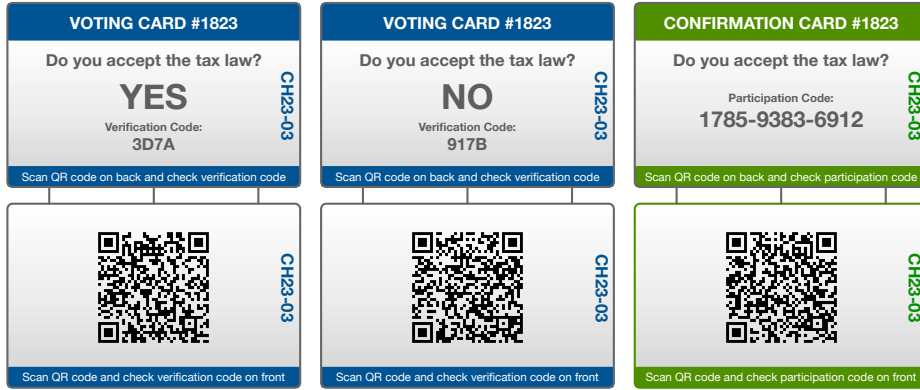 VOTING CARD #1823
Do you accept the tax law?
YES
Verification Code:
3D7A
CH23-03
Scan QR code on back and check verification code
VOTING CARD #1823
Do you accept the tax law?
NO
Verification Code:
917B
CH23-03
Scan QR code on back and check verification code
CONFIRMATION CARD #1823
Do you accept the tax law?
Participation Code:
1785-9383-6912
CH23-03
Scan QR code on back and check participation code
CH23-03
Scan QR code and check verification code on front
CH23-03
Scan QR code and check verification code on front
CH23-03
Scan QR code and check participation code on front